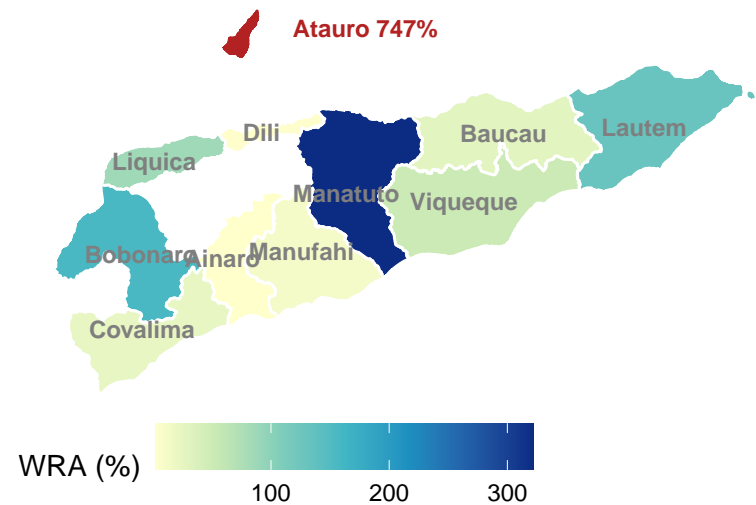 Atauro 747%
Dili
Baucau
Lautem
Liquica
Manatuto
Viqueque
Bobonaro
Ainaro
Manufahi
Covalima
WRA (%)
100
200
300